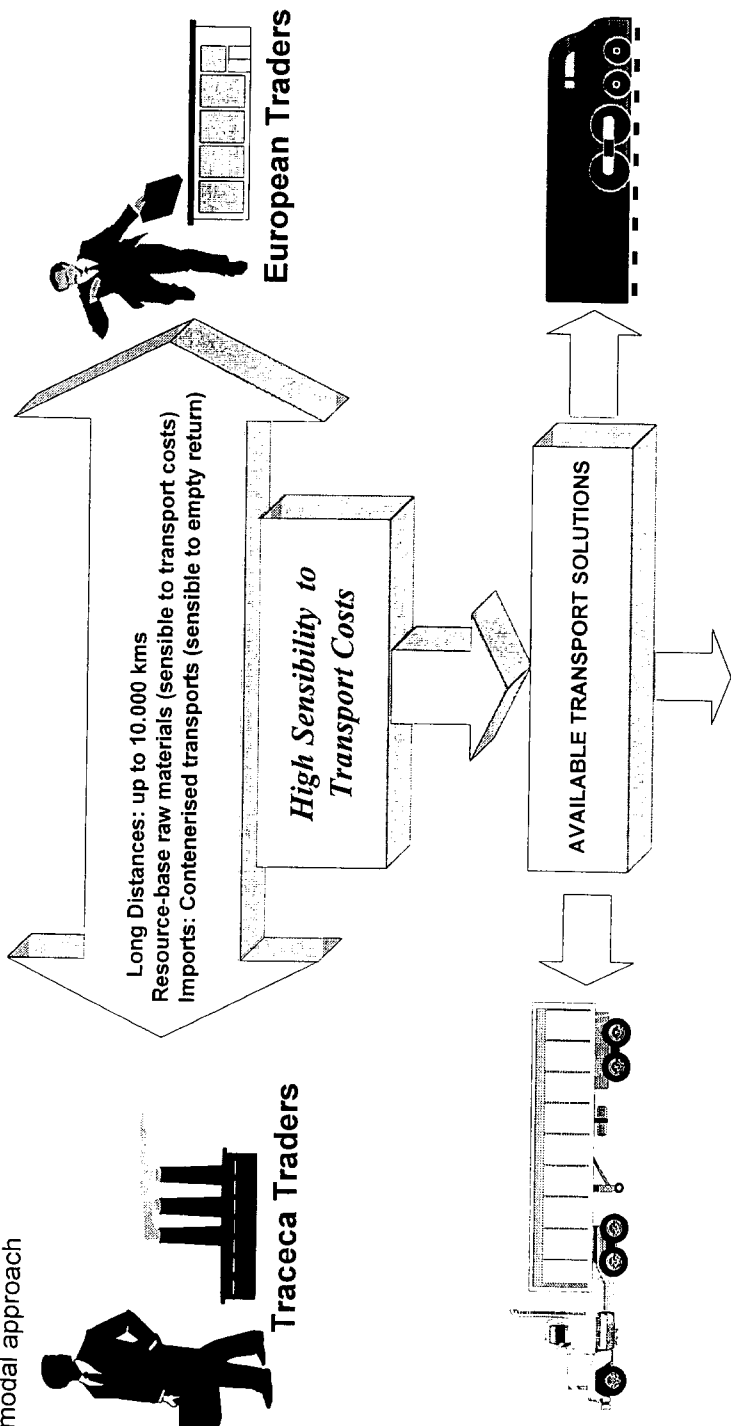 modal approach
Traceca Traders
European Traders
Long Distances: up to 10.000 kms
Resource-base raw materials (sensible to transport costs)
Imports: Contenerised transports (sensible to empty return)
High Sensibility to
Transport Costs
AVAILABLE TRANSPORT SOLUTIONS